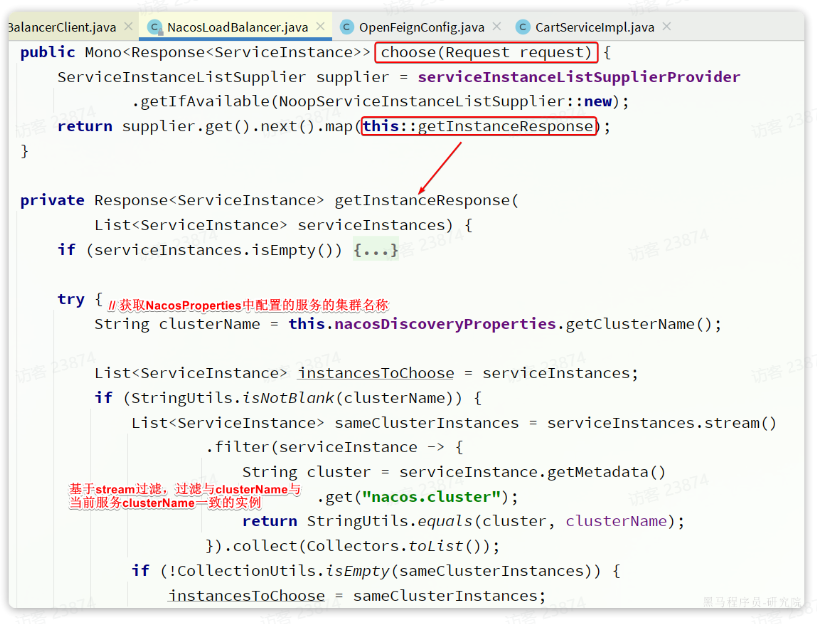 BalancerClient.java NacosLoadBalancer.java OpenFeignConfig.java CartServiceImpl.java
public Mono<Response<ServiceInstance>> choose(Request request) {
ServiceInstanceListSupplier supplier = serviceInstanceListSupplierProvider
.getIfAvailable(NoopServiceInstanceListSupplier::new);
return supplier.get().next().map(this::getInstanceResponse);
}
private Response<ServiceInstance> getInstanceResponse(
List<ServiceInstance> serviceInstances) {
if (serviceInstances.isEmpty()) {...}
try {
// 获取NacosProperties中配置的服务的集群名称
String clusterName = this.nacosDiscoveryProperties.getClusterName();
List<ServiceInstance> instancesToChoose = serviceInstances;
if (StringUtils.isNotBlank(clusterName)) {
List<ServiceInstance> sameClusterInstances = serviceInstances.stream()
.filter(serviceInstance -> {
String cluster = serviceInstance.getMetadata()
基于stream过滤，过滤与clusterName与
当前服务clusterName一致的实例
.get("nacos.cluster");
return StringUtils.equals(cluster, clusterName);
}).collect(Collectors.toList());
if (!CollectionUtils.isEmpty(sameClusterInstances)) {
instancesToChoose = sameClusterInstances;
黑马程序员-研究院
访客 23874